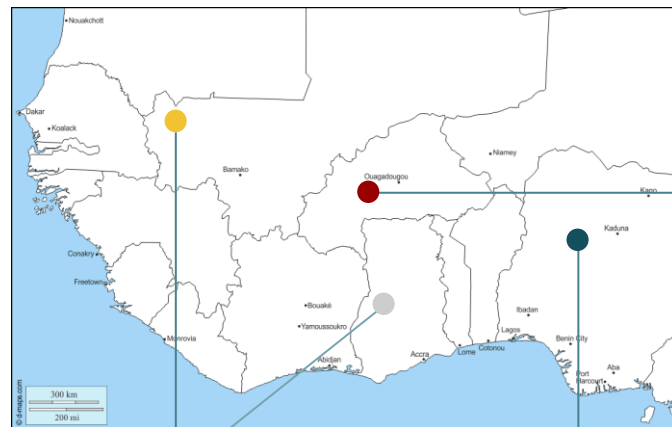 Nouakchott
Dakar
Koalack
Bamako
Ouagadougou
Niamey
Kano
Kaduna
Conakry
Freetown
Bouaké
Yamoussoukro
Monrovia
Abidjan
Accra
Lome
Cotonou
Lagos
Ibadan
Benin City
Port
Harcourt
Aba
300 km
200 mi
© d-maps.com